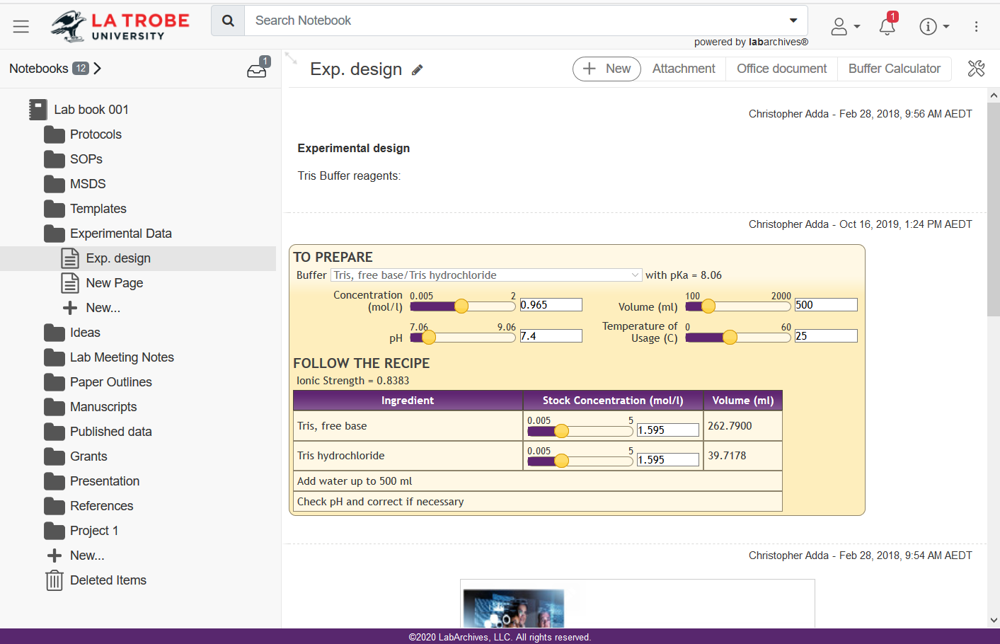 LA TROBE
UNIVERSITY
Search Notebook
1
powered by labarchives®
Notebooks 12
1
Exp. design
New
Attachment
Office document
Buffer Calculator
Lab book 001
Protocols
SOPs
MSDS
Templates
Experimental Data
Exp. design
New Page
New...
Ideas
Lab Meeting Notes
Paper Outlines
Manuscripts
Published data
Grants
Presentation
References
Project 1
New...
Deleted Items
Christopher Adda - Feb 28, 2018, 9:56 AM AEDT
Experimental design
Tris Buffer reagents:
Christopher Adda - Oct 16, 2019, 1:24 PM AEDT
TO PREPARE
Buffer Tris, free base/Tris hydrochloride with pKa = 8.06
Concentration (mol/l) 0.005 2 0.965
Volume (ml) 100 2000 500
pH 7.06 9.06 7.4
Temperature of Usage (C) 0 60 25
FOLLOW THE RECIPE
Ionic Strength = 0.8383
Ingredient Stock Concentration (mol/l) Volume (ml)
Tris, free base 0.005 5 1.595 262.7900
Tris hydrochloride 0.005 5 1.595 39.7178
Add water up to 500 ml
Check pH and correct if necessary
Christopher Adda - Feb 28, 2018, 9:54 AM AEDT
©2020 LabArchives, LLC. All rights reserved.